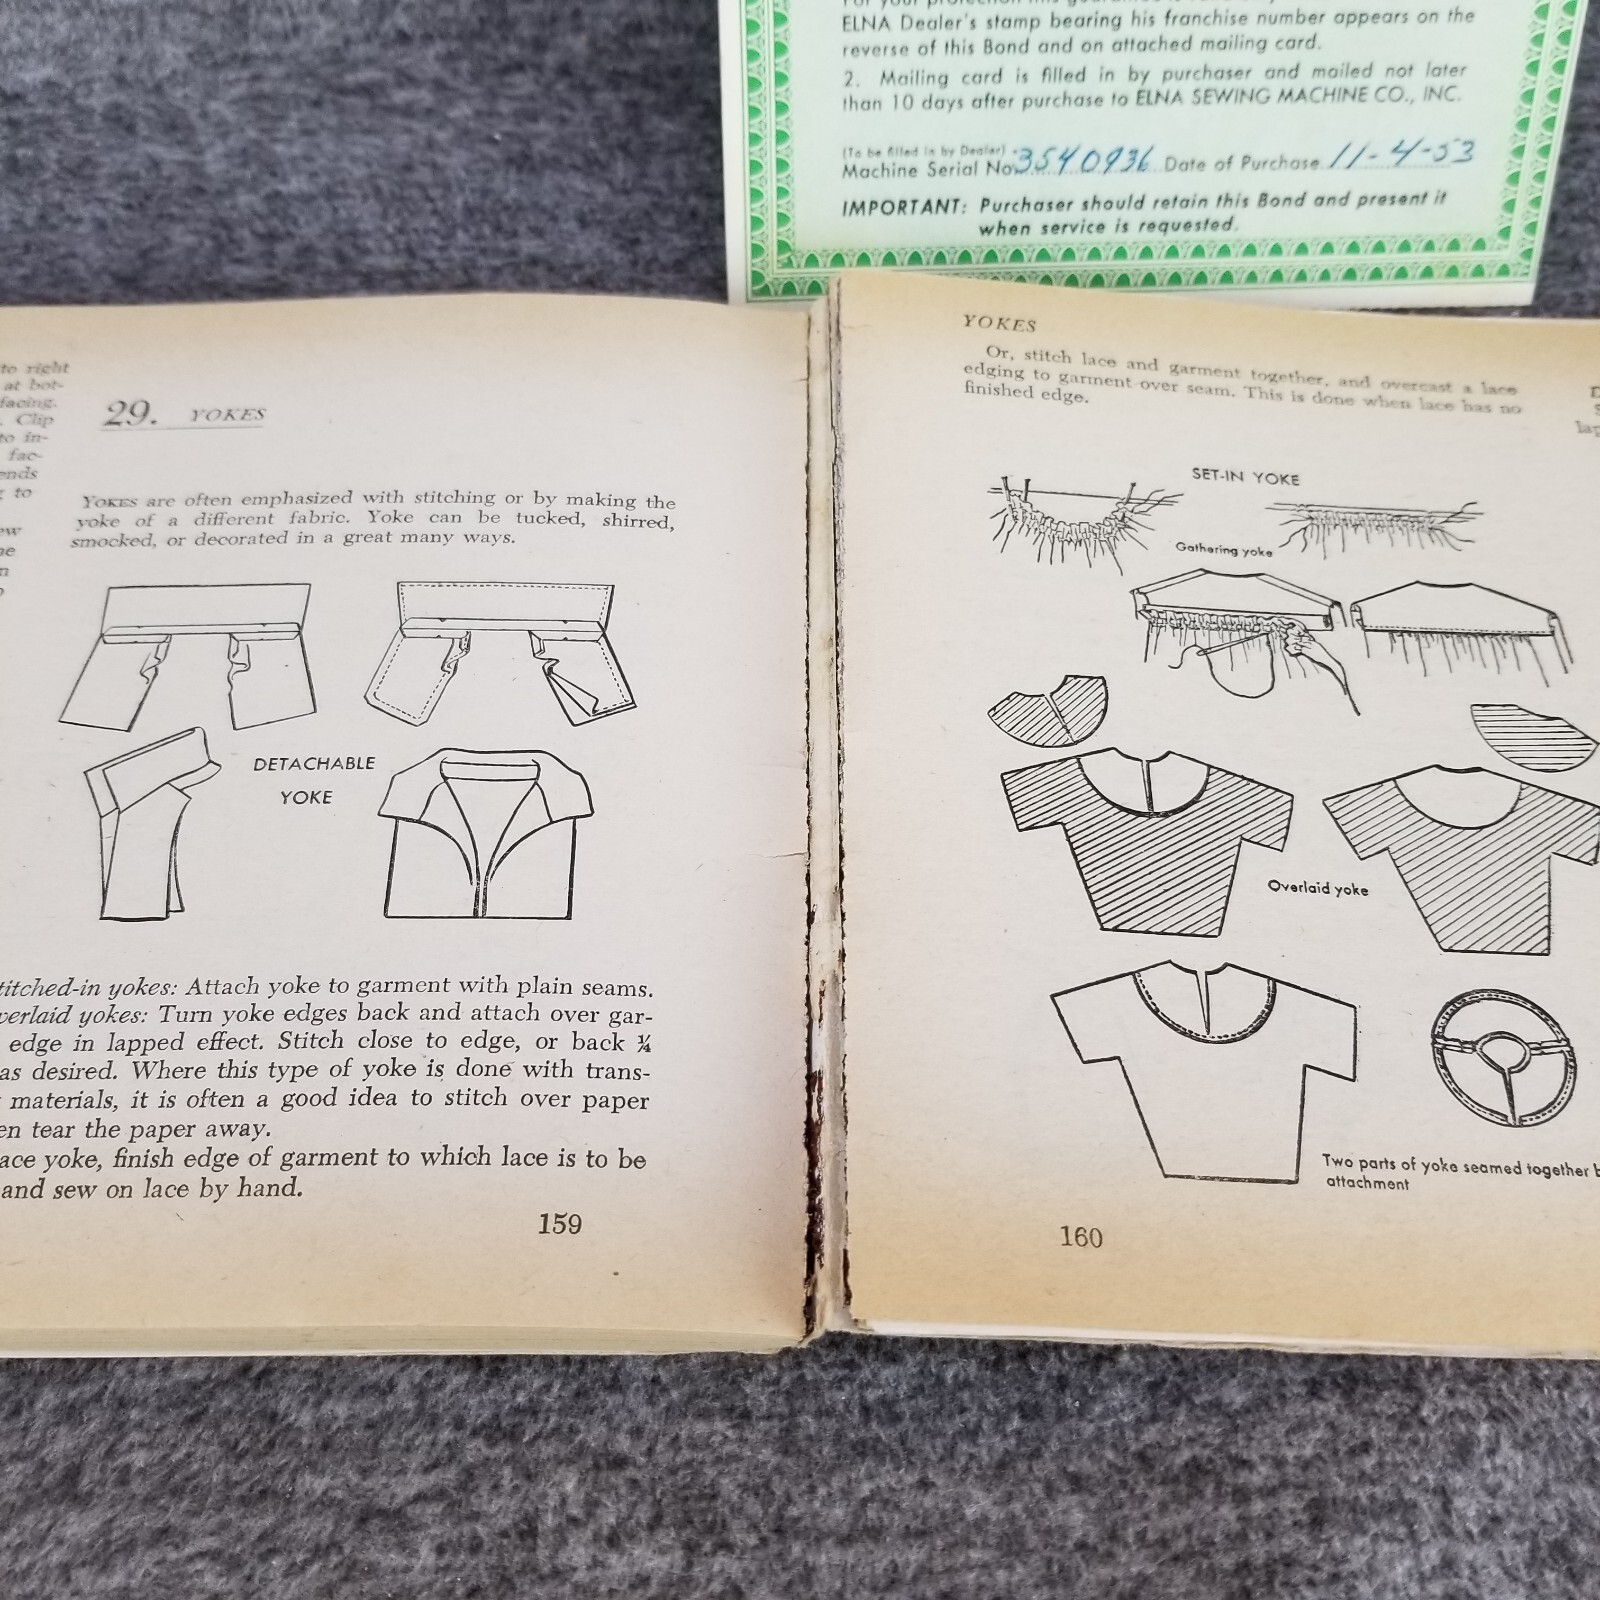 ELNA Dealer's stamp bearing his franchise number appears on the
reverse of this Bond and on attached mailing card.
2. Mailing card is filled in by purchaser and mailed not later
than 10 days after purchase to ELNA SEWING MACHINE CO., INC.
(To be filled in by Dealer)
Machine Serial No. 3540936 Date of Purchase 11-4-53
IMPORTANT: Purchaser should retain this Bond and present it
when service is requested.
to right
at bot-
facing.
Clip
to in-
fac-
ends
to
29. YOKES
YOKES are often emphasized with stitching or by making the
yoke of a different fabric. Yoke can be tucked, shirred,
smocked, or decorated in a great many ways.
DETACHABLE
YOKE
titched-in yokes: Attach yoke to garment with plain seams.
verlaid yokes: Turn yoke edges back and attach over gar-
edge in lapped effect. Stitch close to edge, or back ¼
as desired. Where this type of yoke is done with trans-
materials, it is often a good idea to stitch over paper
en tear the paper away.
ace yoke, finish edge of garment to which lace is to be
and sew on lace by hand.
159
YOKES
Or, stitch lace and garment together, and overcast a lace
edging to garment over seam. This is done when lace has no
finished edge.
SET-IN YOKE
Gathering yoke
Overlaid yoke
Two parts of yoke seamed together b
attachment
160